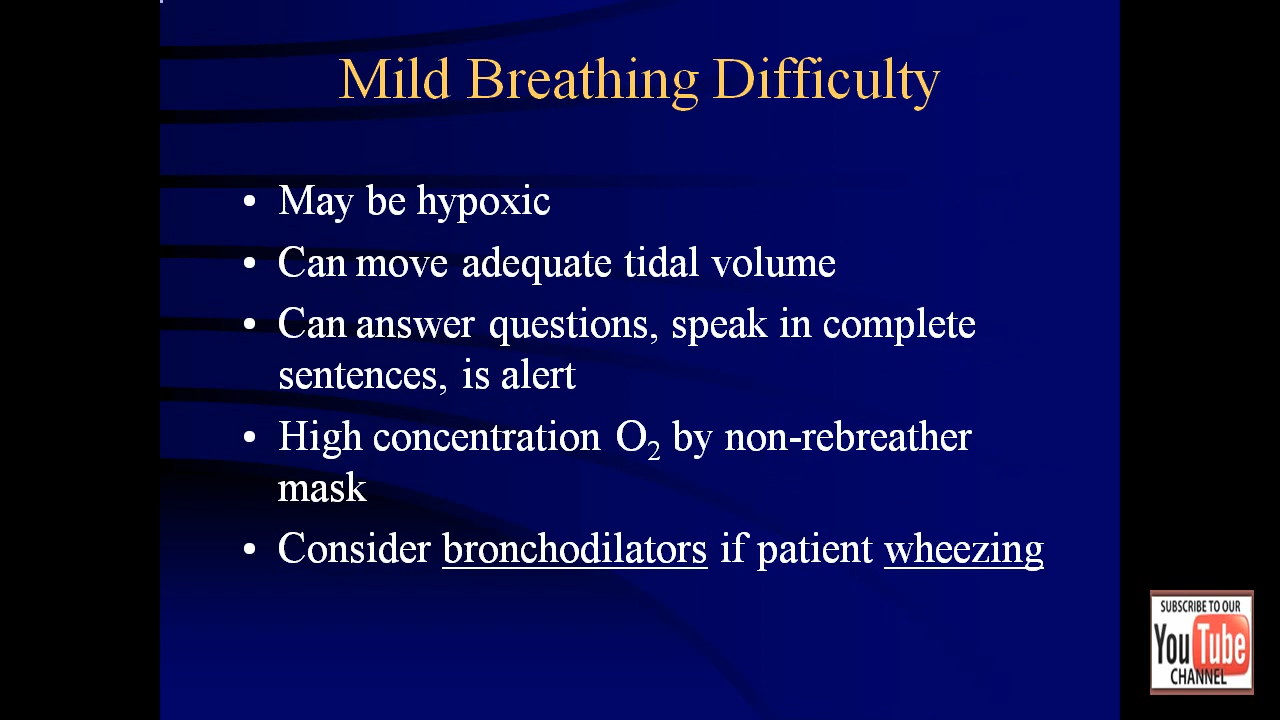 Mild Breathing Difficulty
• May be hypoxic
• Can move adequate tidal volume
• Can answer questions, speak in complete
sentences, is alert
• High concentration O₂ by non-rebreather
mask
• Consider bronchodilators if patient wheezing
SUBSCRIBE TO OUR
YouTube
CHANNEL